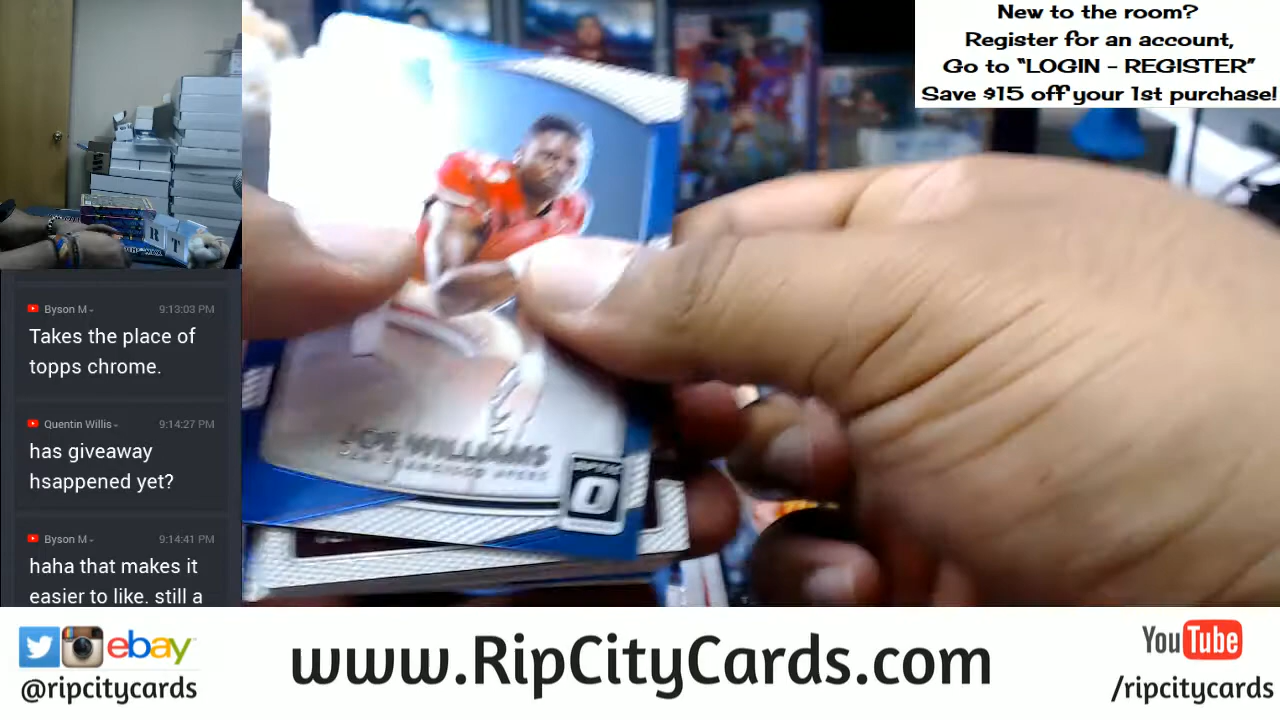 New to the room?
Register for an account,
Go to "LOGIN - REGISTER"
Save $15 off your 1st purchase!
R T
Byson M 9:13:03 PM
Takes the place of
topps chrome.
Quentin Willis 9:14:27 PM
has giveaway
hsappened yet?
Byson M 9:14:41 PM
haha that makes it
easier to like. still a
JOE WILLIAMS
OPTIC
O
ebay
@ripcitycards
www.RipCityCards.com
YouTube
/ripcitycards